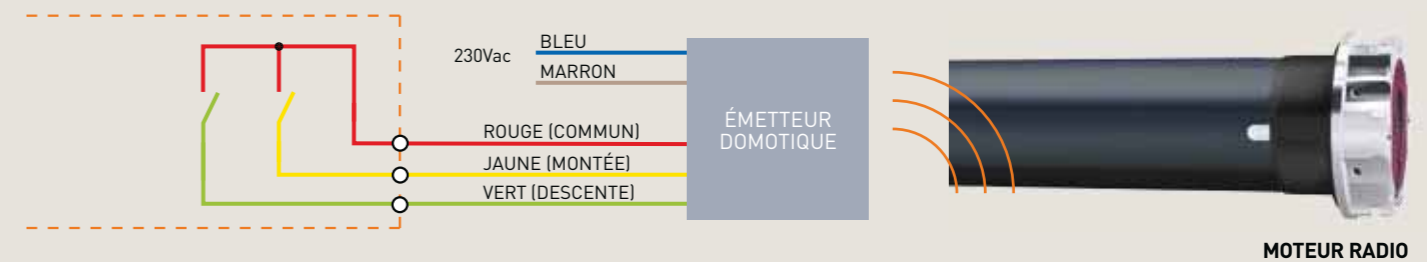 230Vac
BLEU
MARRON
ROUGE (COMMUN)
JAUNE (MONTÉE)
VERT (DESCENTE)
ÉMETTEUR
DOMOTIQUE
MOTEUR RADIO